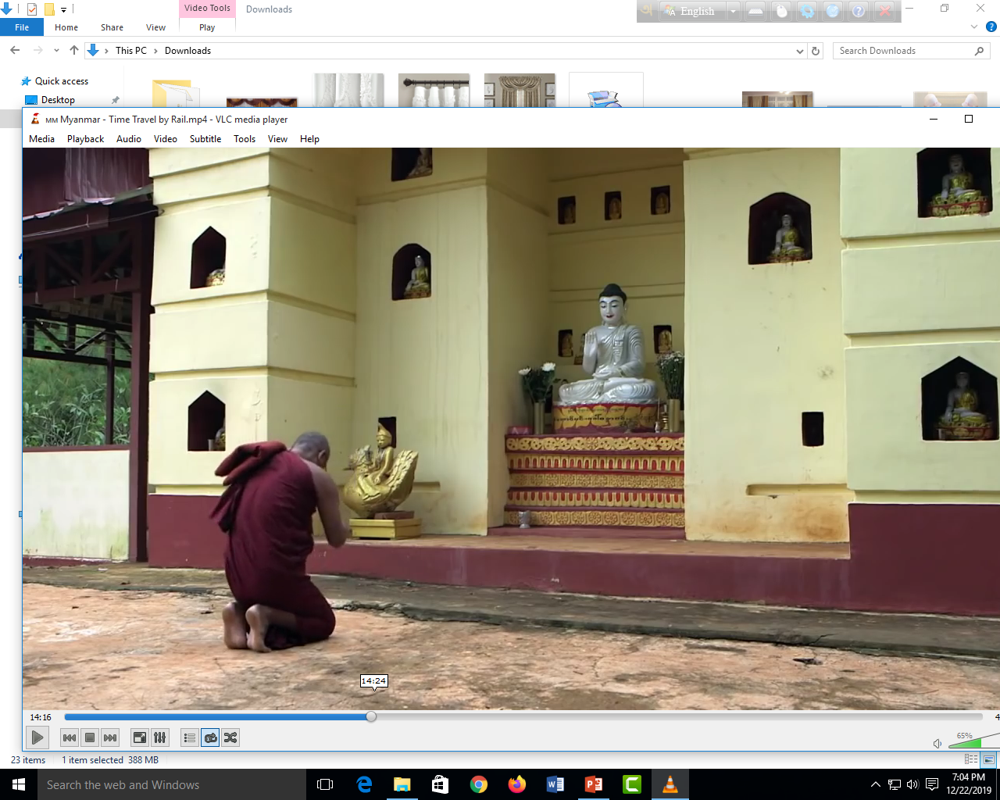 Video Tools
Downloads
English
File
Home
Share
View
Play
This PC
Downloads
Search Downloads
Quick access
Desktop
мм Myanmar - Time Travel by Rail.mp4 - VLC media player
Media
Playback
Audio
Video
Subtitle
Tools
View
Help
14:24
14:16
4
65%
23 items
1 item selected 388 MB
Search the web and Windows
7:04 PM
12/22/2019